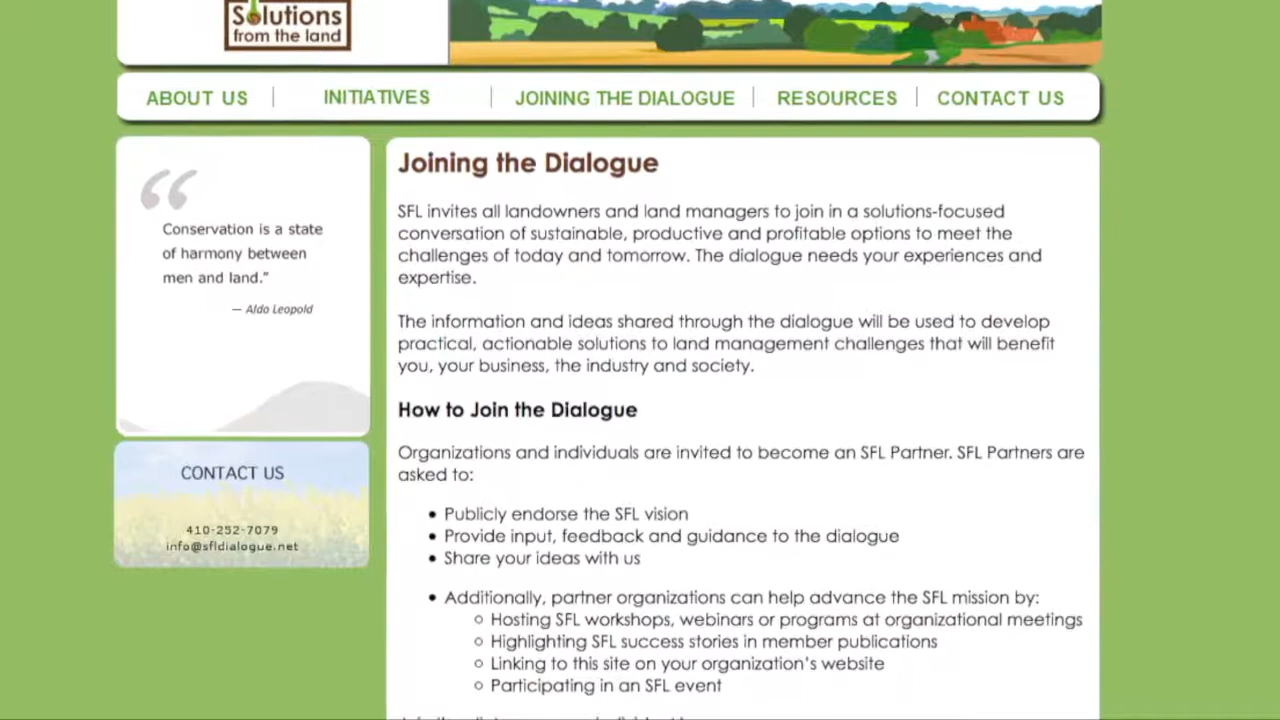 Solutions
from the land
ABOUT US
INITIATIVES
JOINING THE DIALOGUE
RESOURCES
CONTACT US
“
Conservation is a state
of harmony between
men and land.”
— Aldo Leopold
CONTACT US
410-252-7079
info@sfldialogue.net
Joining the Dialogue
SFL invites all landowners and land managers to join in a solutions-focused
conversation of sustainable, productive and profitable options to meet the
challenges of today and tomorrow. The dialogue needs your experiences and
expertise.
The information and ideas shared through the dialogue will be used to develop
practical, actionable solutions to land management challenges that will benefit
you, your business, the industry and society.
How to Join the Dialogue
Organizations and individuals are invited to become an SFL Partner. SFL Partners are
asked to:
• Publicly endorse the SFL vision
• Provide input, feedback and guidance to the dialogue
• Share your ideas with us
• Additionally, partner organizations can help advance the SFL mission by:
○ Hosting SFL workshops, webinars or programs at organizational meetings
○ Highlighting SFL success stories in member publications
○ Linking to this site on your organization's website
○ Participating in an SFL event